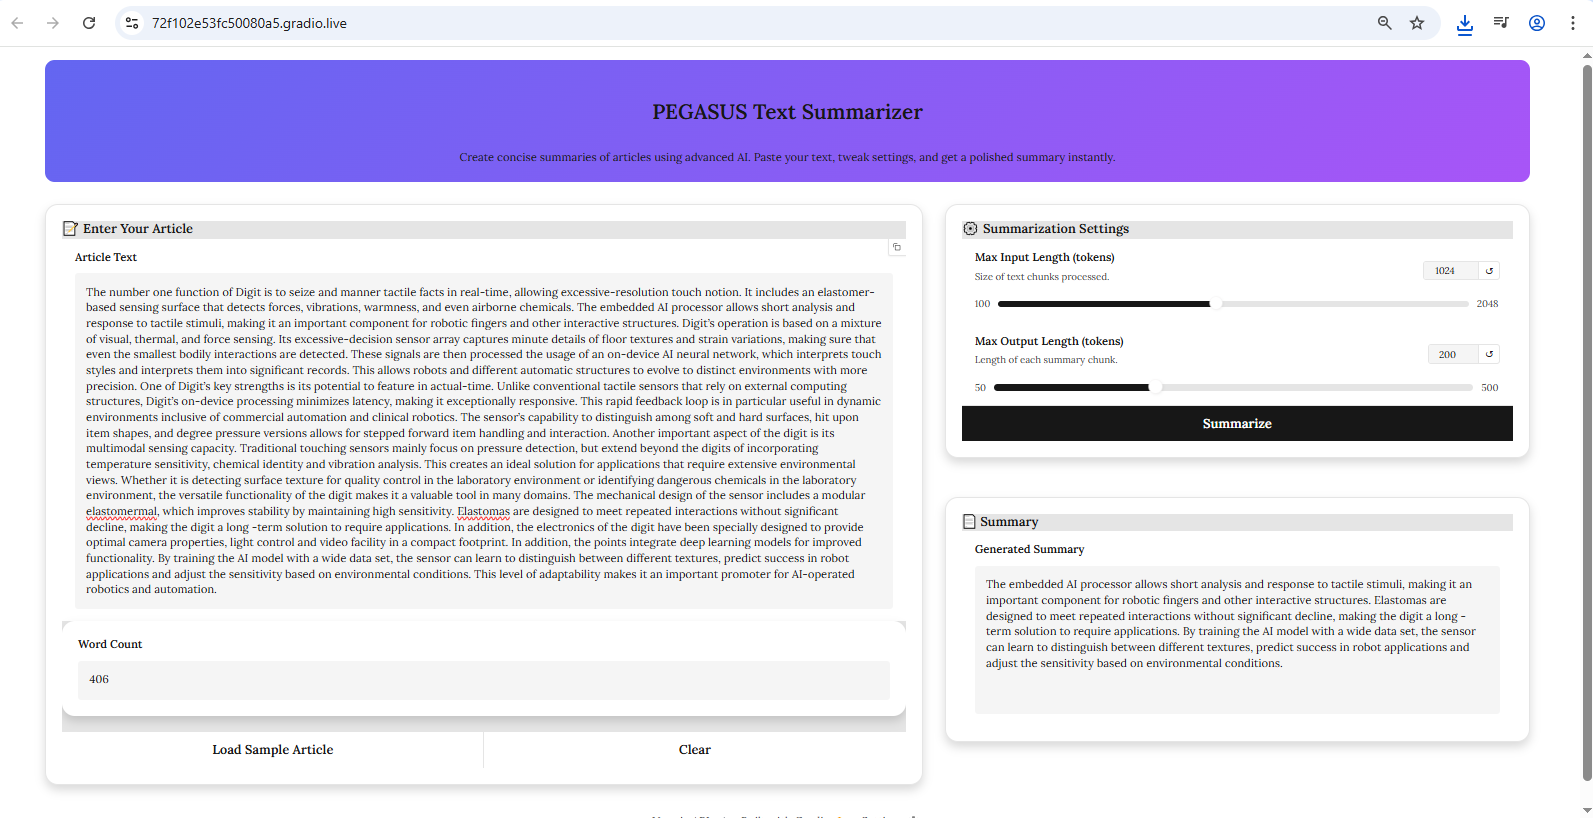 72f102e53fc50080a5.gradio.live
PEGASUS Text Summarizer
Create concise summaries of articles using advanced AI. Paste your text, tweak settings, and get a polished summary instantly.
Enter Your Article
Article Text
The number one function of Digit is to seize and manner tactile facts in real-time, allowing excessive-resolution touch notion. It includes an elastomer-
based sensing surface that detects forces, vibrations, warmness, and even airborne chemicals. The embedded AI processor allows short analysis and
response to tactile stimuli, making it an important component for robotic fingers and other interactive structures. Digit's operation is based on a mixture
of visual, thermal, and force sensing. Its excessive-decision sensor array captures minute details of floor textures and strain variations, making sure that
even the smallest bodily interactions are detected. These signals are then processed the usage of an on-device AI neural network, which interprets touch
styles and interprets them into significant records. This allows robots and different automatic structures to evolve to distinct environments with more
precision. One of Digit's key strengths is its potential to feature in actual-time. Unlike conventional tactile sensors that rely on external computing
structures, Digit's on-device processing minimizes latency, making it exceptionally responsive. This rapid feedback loop is in particular useful in dynamic
environments inclusive of commercial automation and clinical robotics. The sensor's capability to distinguish among soft and hard surfaces, hit upon
item shapes, and degree pressure versions allows for stepped forward item handling and interaction. Another important aspect of the digit is its
multimodal sensing capacity. Traditional touching sensors mainly focus on pressure detection, but extend beyond the digits of incorporating
temperature sensitivity, chemical identity and vibration analysis. This creates an ideal solution for applications that require extensive environmental
views. Whether it is detecting surface texture for quality control in the laboratory environment or identifying dangerous chemicals in the laboratory
environment, the versatile functionality of the digit makes it a valuable tool in many domains. The mechanical design of the sensor includes a modular
elastomermal, which improves stability by maintaining high sensitivity. Elastomas are designed to meet repeated interactions without significant
decline, making the digit a long -term solution to require applications. In addition, the electronics of the digit have been specially designed to provide
optimal camera properties, light control and video facility in a compact footprint. In addition, the points integrate deep learning models for improved
functionality. By training the AI model with a wide data set, the sensor can learn to distinguish between different textures, predict success in robot
applications and adjust the sensitivity based on environmental conditions. This level of adaptability makes it an important promoter for AI-operated
robotics and automation.
Word Count
406
Load Sample Article
Clear
Summarization Settings
Max Input Length (tokens)
Size of text chunks processed.
1024
100
2048
Max Output Length (tokens)
Length of each summary chunk.
200
50
500
Summarize
Summary
Generated Summary
The embedded AI processor allows short analysis and response to tactile stimuli, making it an
important component for robotic fingers and other interactive structures. Elastomas are
designed to meet repeated interactions without significant decline, making the digit a long -
term solution to require applications. By training the AI model with a wide data set, the sensor
can learn to distinguish between different textures, predict success in robot applications and
adjust the sensitivity based on environmental conditions.